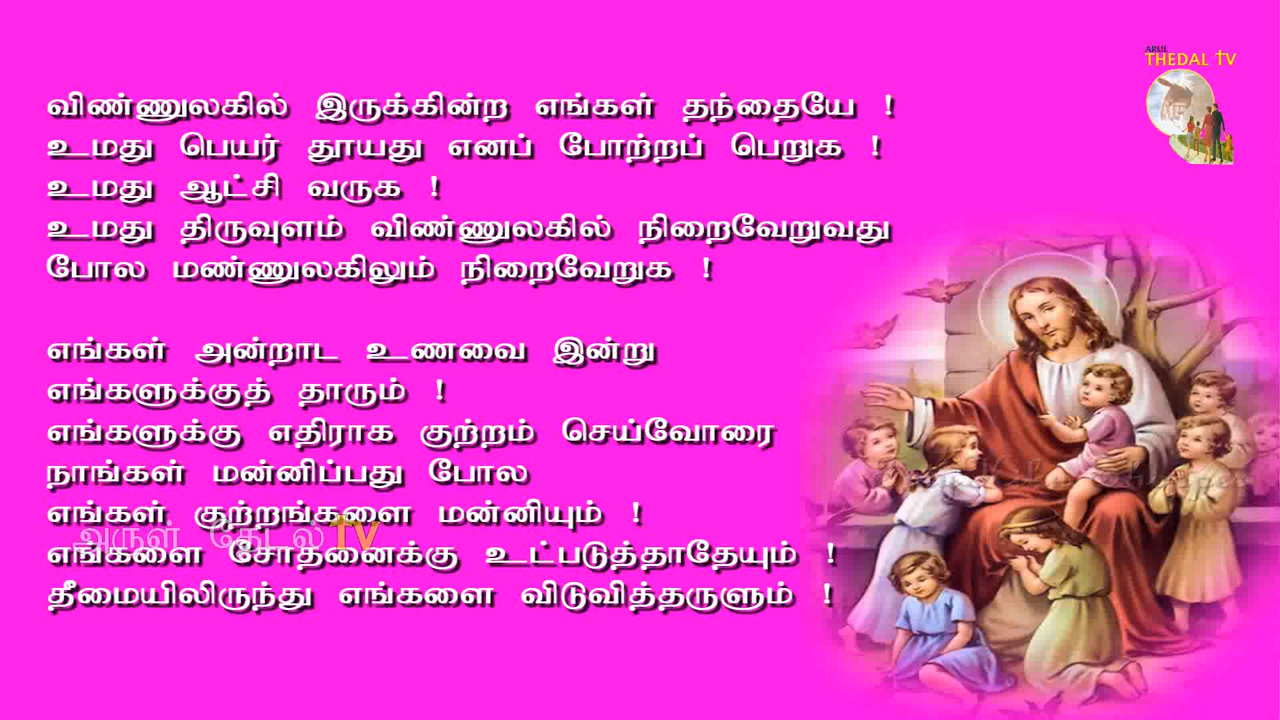 ARUL
THEDAL TV
விண்ணுலகில் இருக்கின்ற எங்கள் தந்தையே !
உமது பெயர் தூயது எனப் போற்றப் பெறுக !
உமது ஆட்சி வருக !
உமது திருவுளம் விண்ணுலகில் நிறைவேறுவது
போல மண்ணுலகிலும் நிறைவேறுக !
எங்கள் அன்றாட உணவை இன்று
எங்களுக்குத் தாரும் !
எங்களுக்கு எதிராக குற்றம் செய்வோரை
நாங்கள் மன்னிப்பது போல
எங்கள் குற்றங்களை மன்னியும் !
அருள் தேடல் TV
எங்களை சோதனைக்கு உட்படுத்தாதேயும் !
தீமையிலிருந்து எங்களை விடுவித்தருளும் !